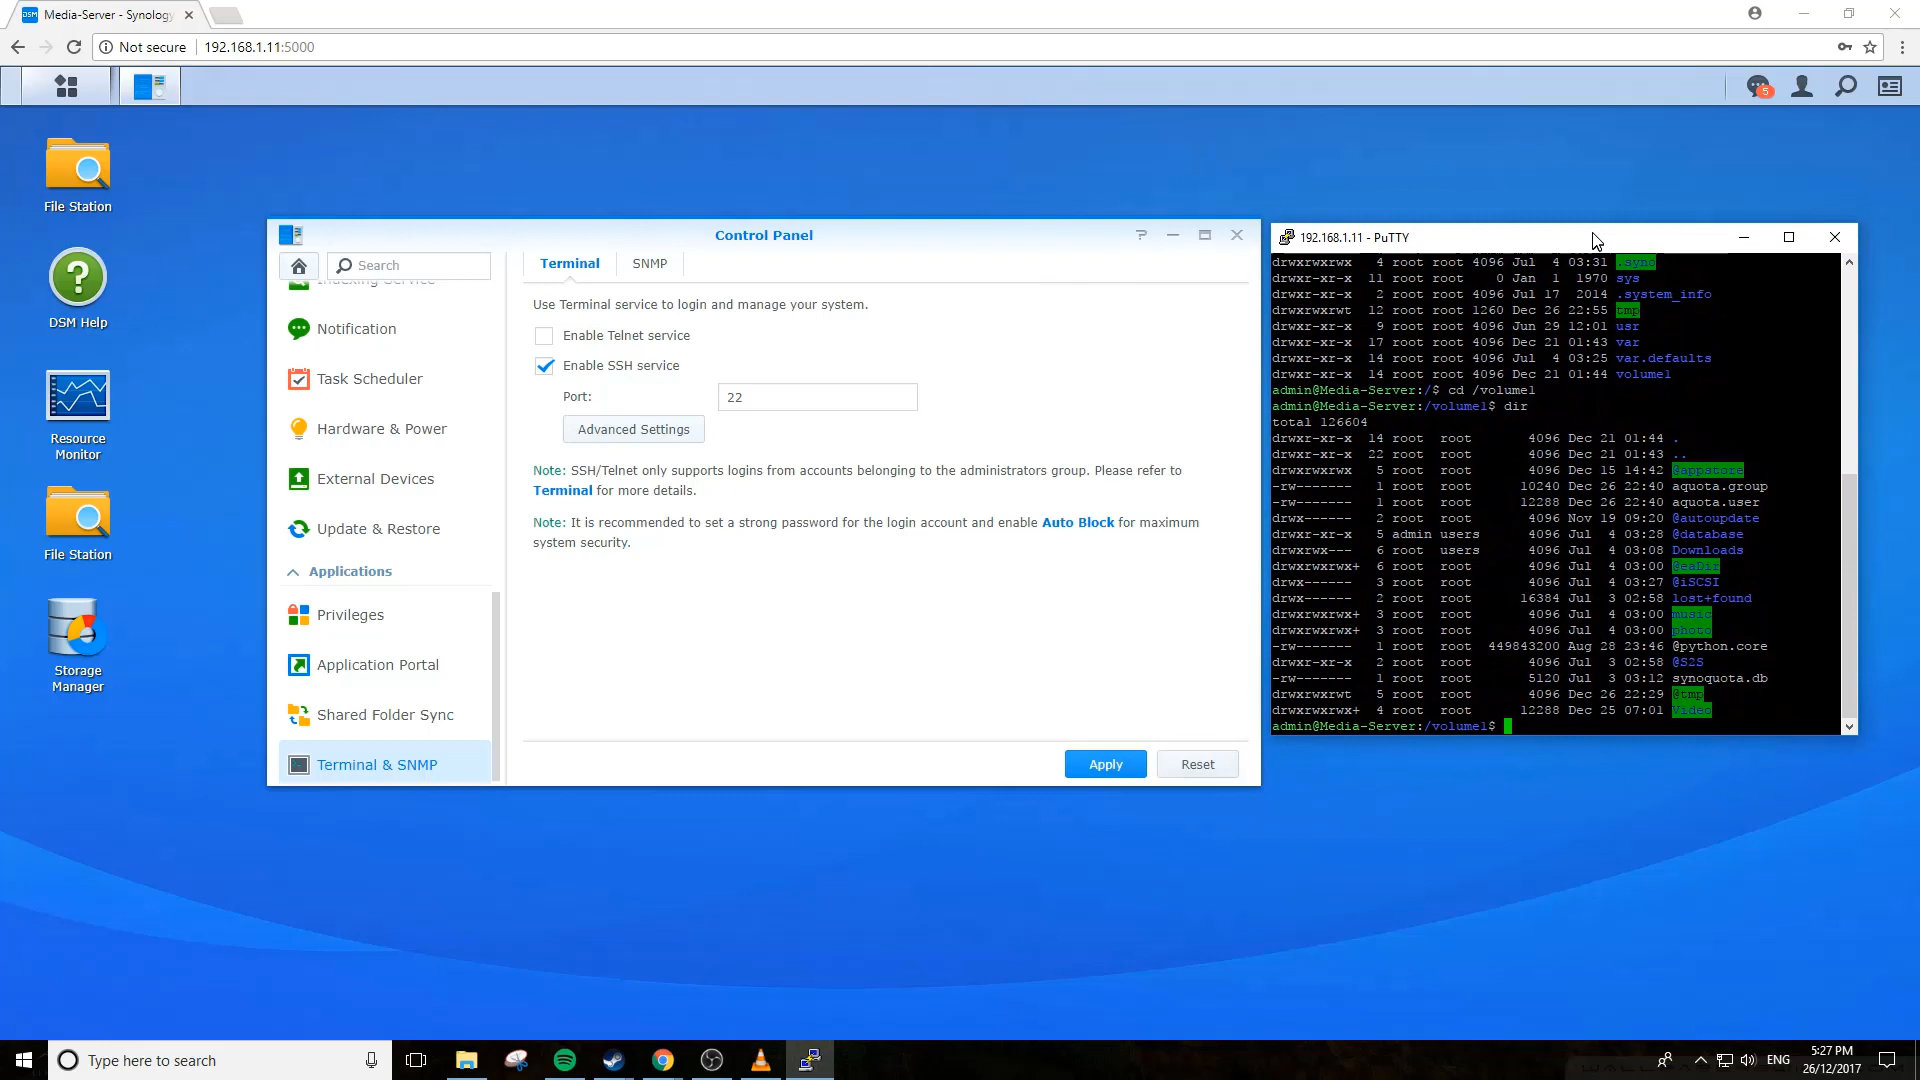 Media-Server - Synology
Not secure
192.168.1.11:5000
5
File Station
DSM Help
Resource
Monitor
File Station
Storage
Manager
Control Panel
Search
Indexing Service
Notification
Task Scheduler
Hardware & Power
External Devices
Update & Restore
Applications
Privileges
Application Portal
Shared Folder Sync
Terminal & SNMP
Terminal
SNMP
Use Terminal service to login and manage your system.
Enable Telnet service
Enable SSH service
Port:
22
Advanced Settings
Note: SSH/Telnet only supports logins from accounts belonging to the administrators group. Please refer to
Terminal for more details.
Note: It is recommended to set a strong password for the login account and enable Auto Block for maximum
system security.
Apply
Reset
192.168.1.11 - PuTTY
drwxrwxrwx 4 root root 4096 Jul 4 03:31 .syno
drwxr-xr-x 11 root root 0 Jan 1 1970 sys
drwxr-xr-x 2 root root 4096 Jul 17 2014 .system_info
drwxrwxrwt 12 root root 1260 Dec 26 22:55 tmp
drwxr-xr-x 9 root root 4096 Jun 29 12:01 usr
drwxr-xr-x 17 root root 4096 Dec 21 01:43 var
drwxr-xr-x 14 root root 4096 Jul 4 03:25 var.defaults
drwxr-xr-x 14 root root 4096 Dec 21 01:44 volume1
admin@Media-Server:/$ cd /volume1
admin@Media-Server:/volume1$ dir
total 126604
drwxr-xr-x 14 root root 4096 Dec 21 01:44 .
drwxr-xr-x 22 root root 4096 Dec 21 01:43 ..
drwxrwxrwx 5 root root 4096 Dec 15 14:42 @appstore
-rw------- 1 root root 10240 Dec 26 22:40 aquota.group
-rw------- 1 root root 12288 Dec 26 22:40 aquota.user
drwx------ 2 root root 4096 Nov 19 09:20 @autoupdate
drwxr-xr-x 5 admin users 4096 Jul 4 03:28 @database
drwxrwx--- 6 root users 4096 Jul 4 03:08 Downloads
drwxrwxrwx+ 6 root root 4096 Jul 4 03:00 @eaDir
drwx------ 3 root root 4096 Jul 4 03:27 @iSCSI
drwx------ 2 root root 16384 Jul 3 02:58 lost+found
drwxrwxrwx+ 3 root root 4096 Jul 4 03:00 music
drwxrwxrwx+ 3 root root 4096 Jul 4 03:00 photo
-rw------- 1 root root 449843200 Aug 28 23:46 @python.core
drwxr-xr-x 2 root root 4096 Jul 3 02:58 @S2S
-rw------- 1 root root 5120 Jul 3 03:12 synoquota.db
drwxrwxrwt 5 root root 4096 Dec 26 22:29 @tmp
drwxrwxrwx+ 4 root root 12288 Dec 25 07:01 Video
admin@Media-Server:/volume1$
Type here to search
ENG
5:27 PM
26/12/2017